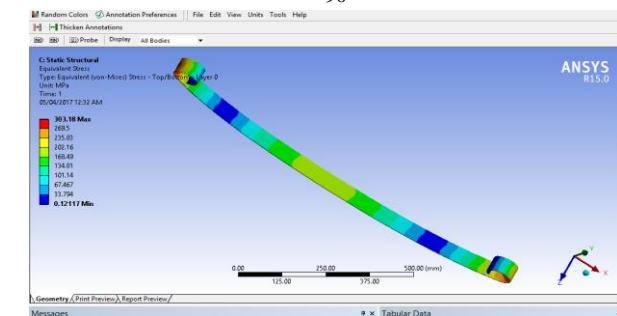 Random Colors Annotation Preferences File Edit View Units Tools Help
Thicken Annotations
Probe Display All Bodies
C: Static Structural
Equivalent Stress
Type: Equivalent (von-Mises) Stress - Top/Bottom - Layer 0
Unit: MPa
Time: 1
05/04/2017 12:32 AM
303.18 Max
269.5
235.83
202.16
168.49
134.81
101.14
67.467
33.794
0.12117 Min
ANSYS
R15.0
0.00 250.00 500.00 (mm)
125.00 375.00
Y
X
Z
Geometry Print Preview Report Preview
Messages Tabular Data